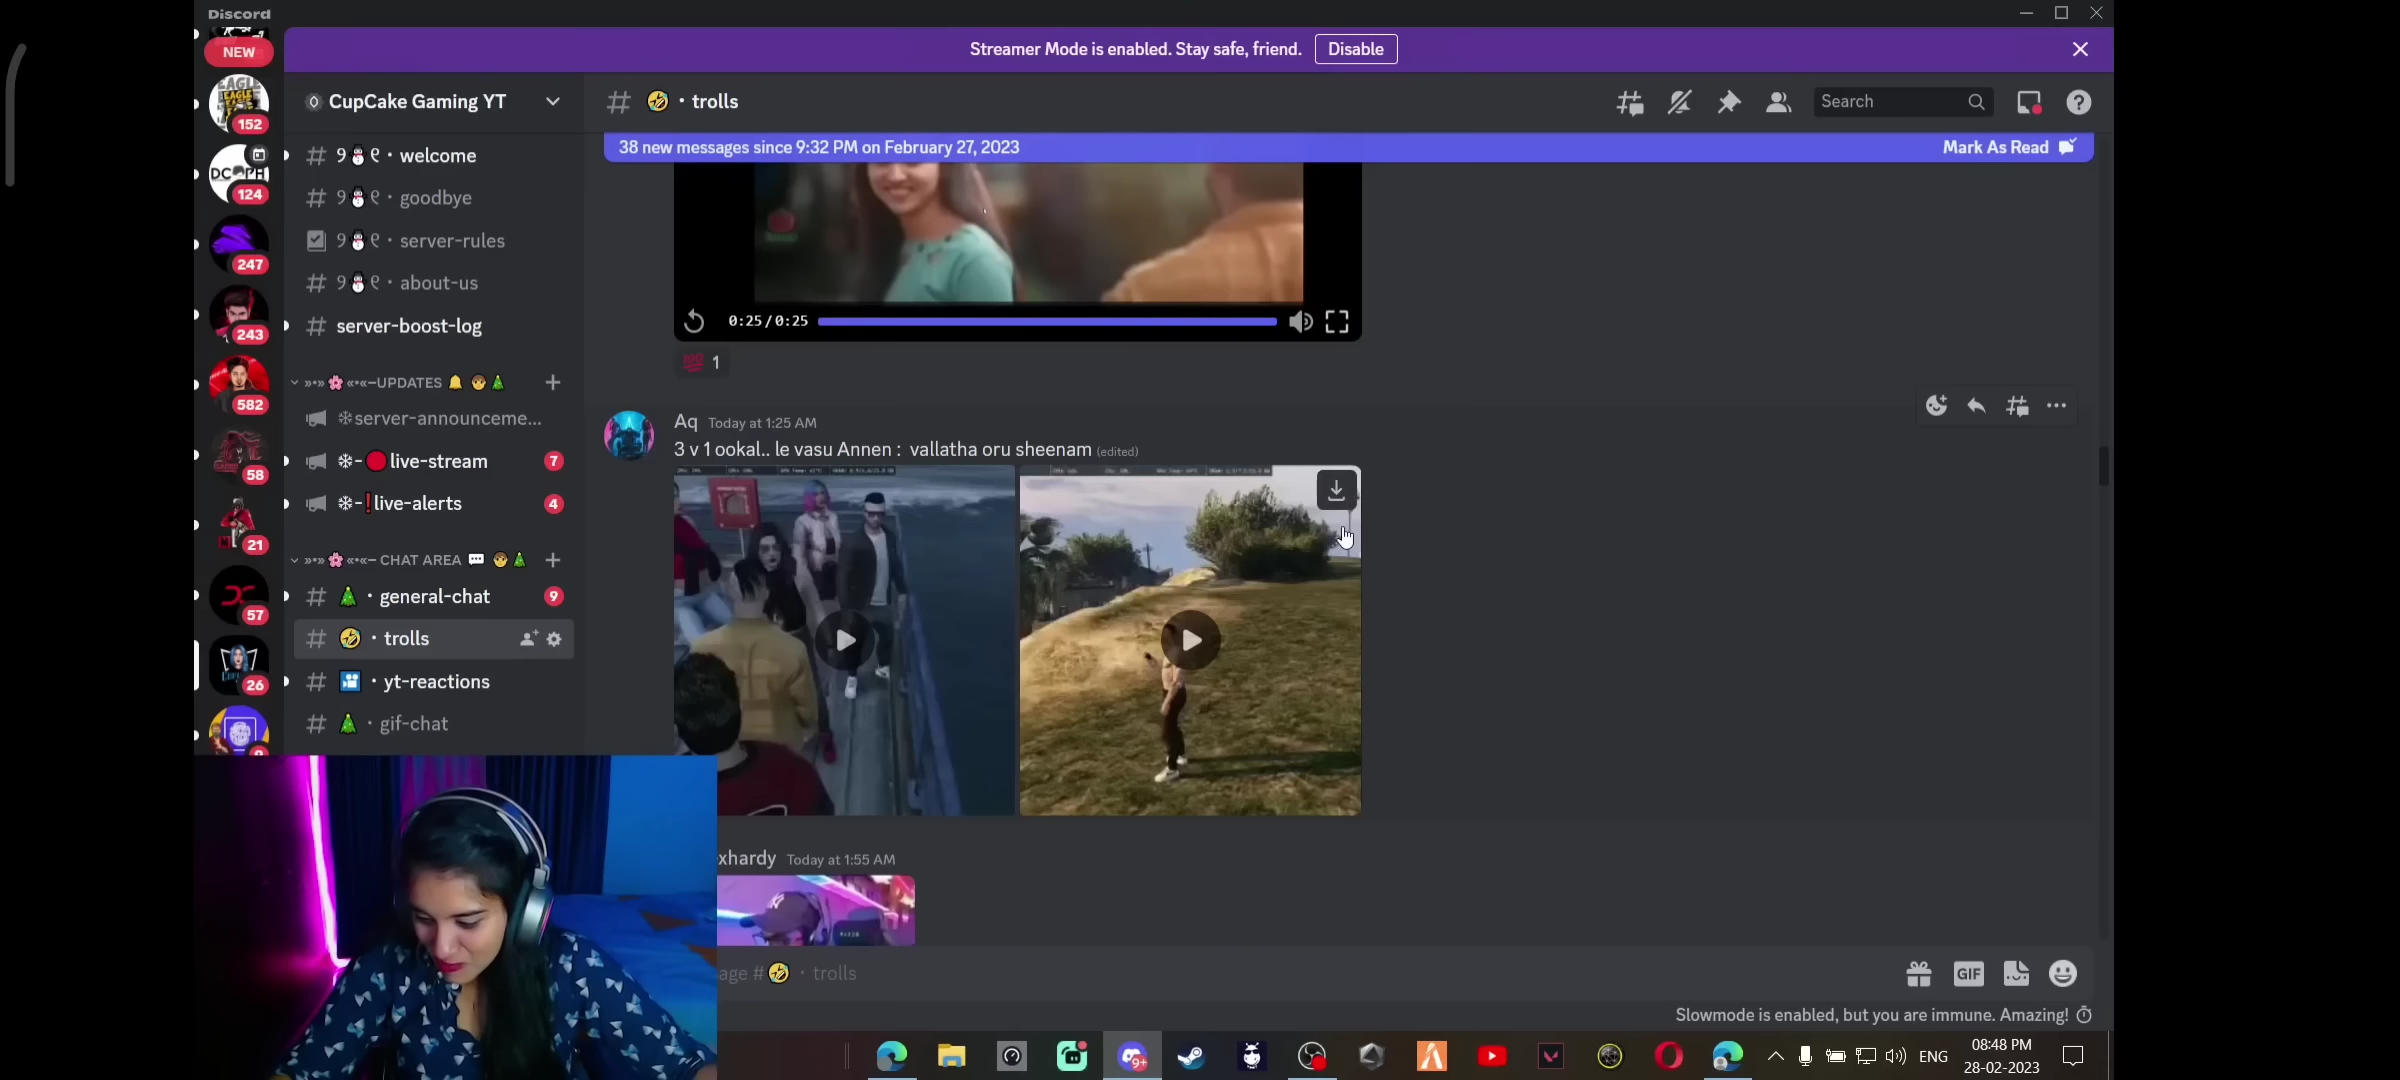 Discord
Streamer Mode is enabled. Stay safe, friend.
Disable
NEW
EAGLE
152
DC PH
124
247
243
582
58
21
57
26
CupCake Gaming YT
welcome
goodbye
server-rules
about-us
server-boost-log
UPDATES
server-announceme...
live-stream
7
live-alerts
4
CHAT AREA
general-chat
9
trolls
yt-reactions
gif-chat
trolls
Search
38 new messages since 9:32 PM on February 27, 2023
Mark As Read
0:25/0:25
1
Aq Today at 1:25 AM
3 v 1 ookal.. le vasu Annen : vallatha oru sheenam (edited)
xhardy Today at 1:55 AM
age # trolls
GIF
Slowmode is enabled, but you are immune. Amazing!
9+
ENG
08:48 PM
28-02-2023